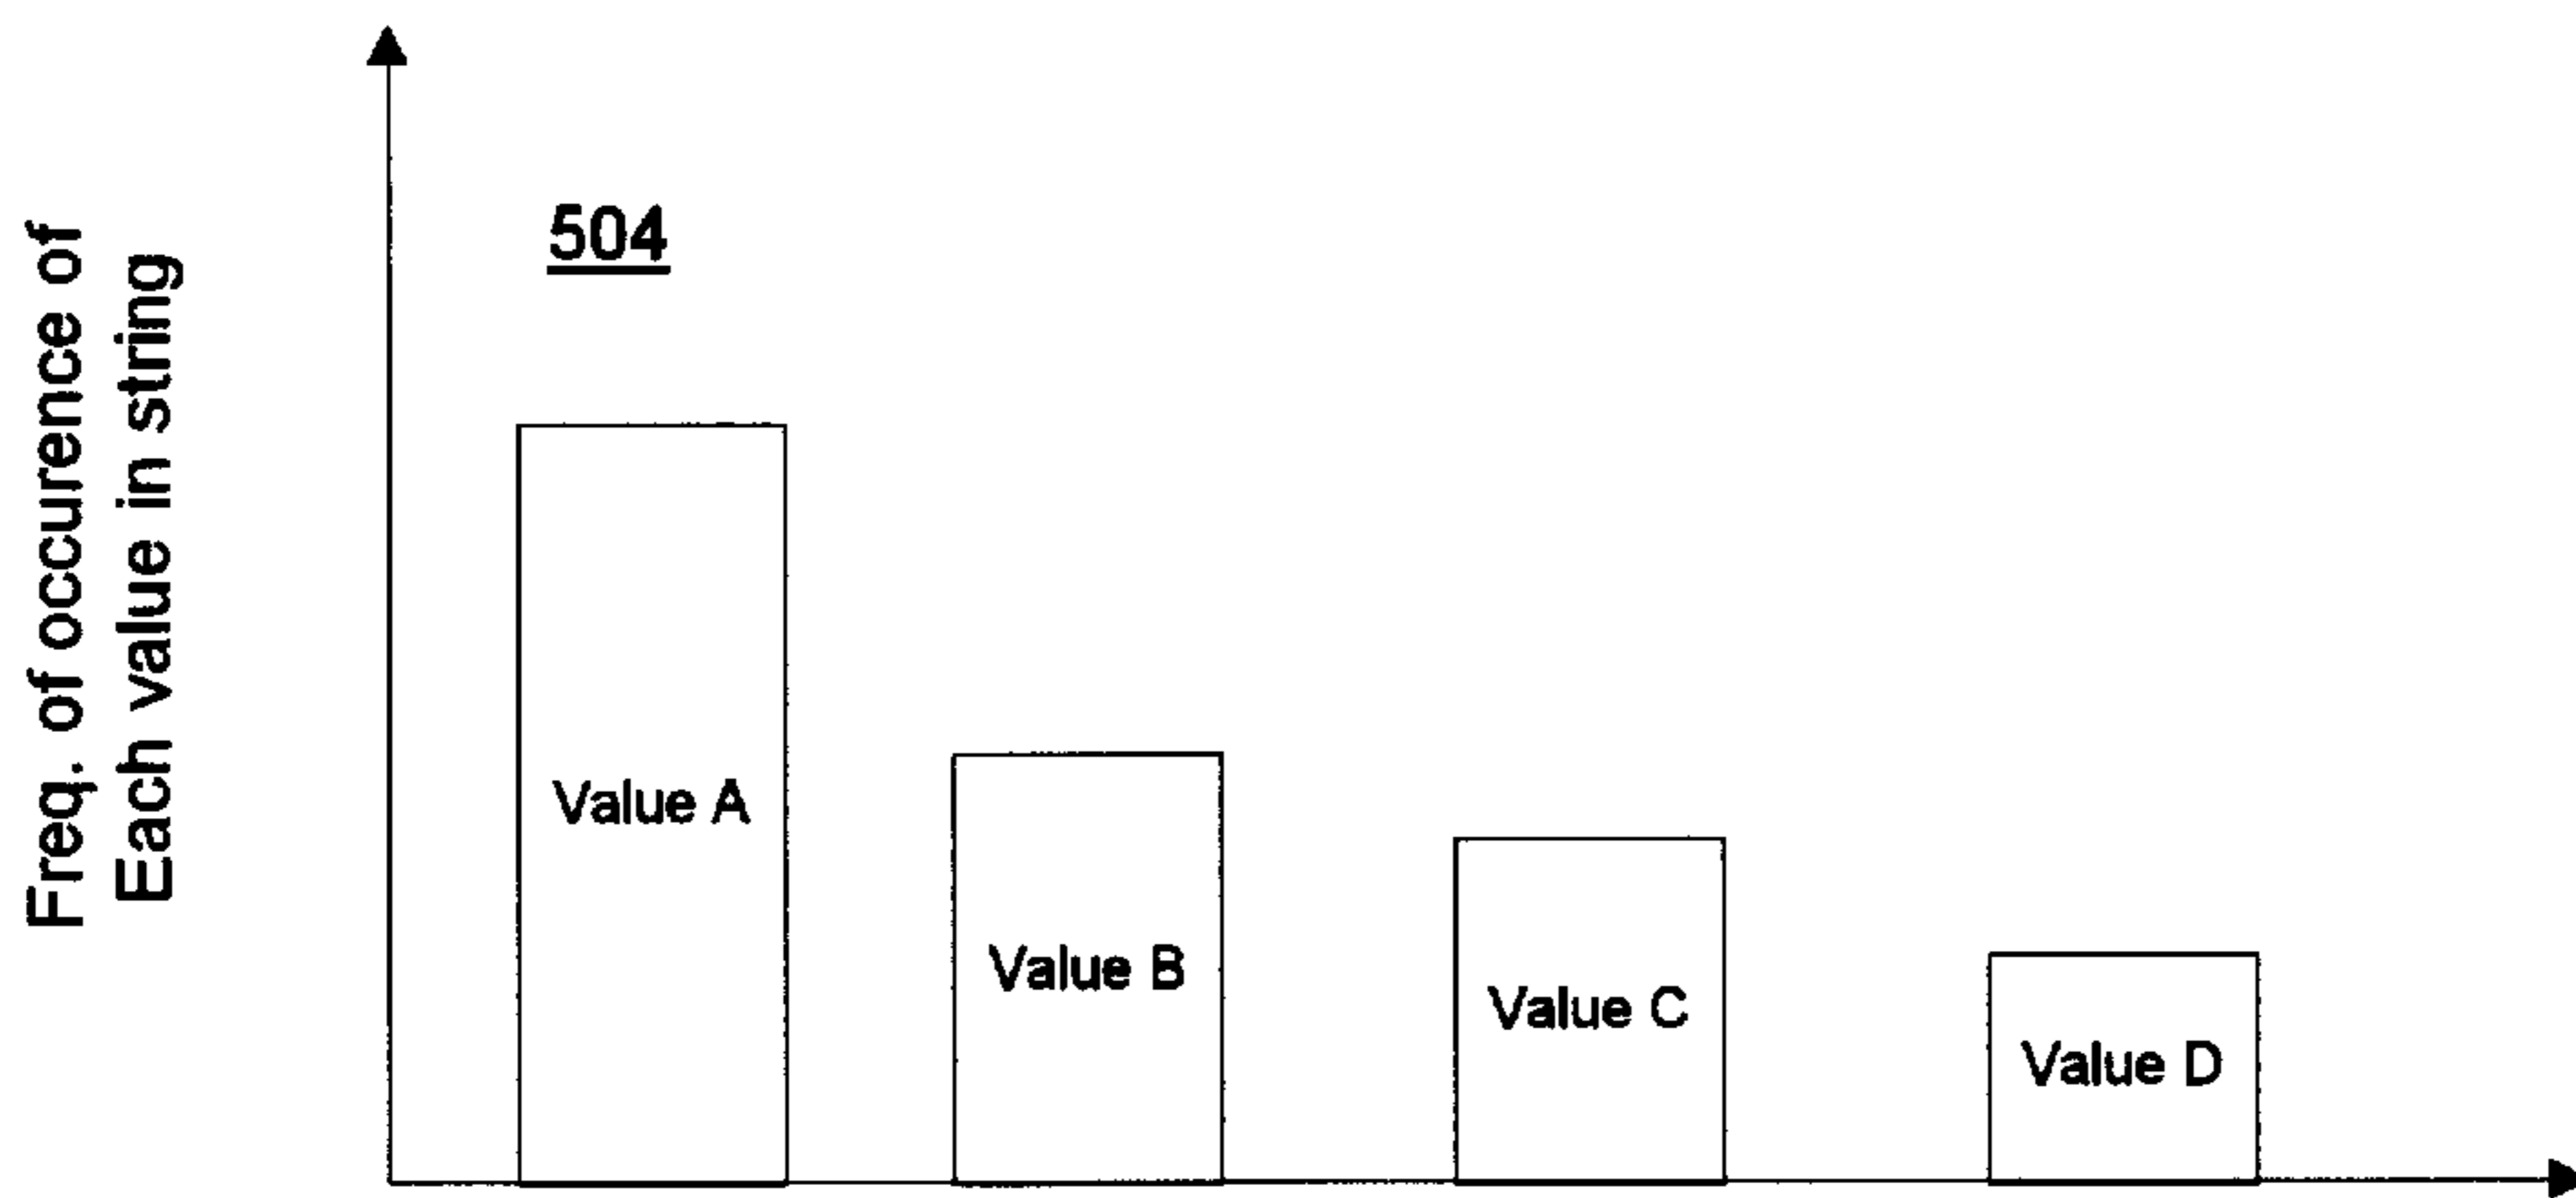 Freq. of occurence of
Each value in string
504
Value A
Value B
Value C
Value D